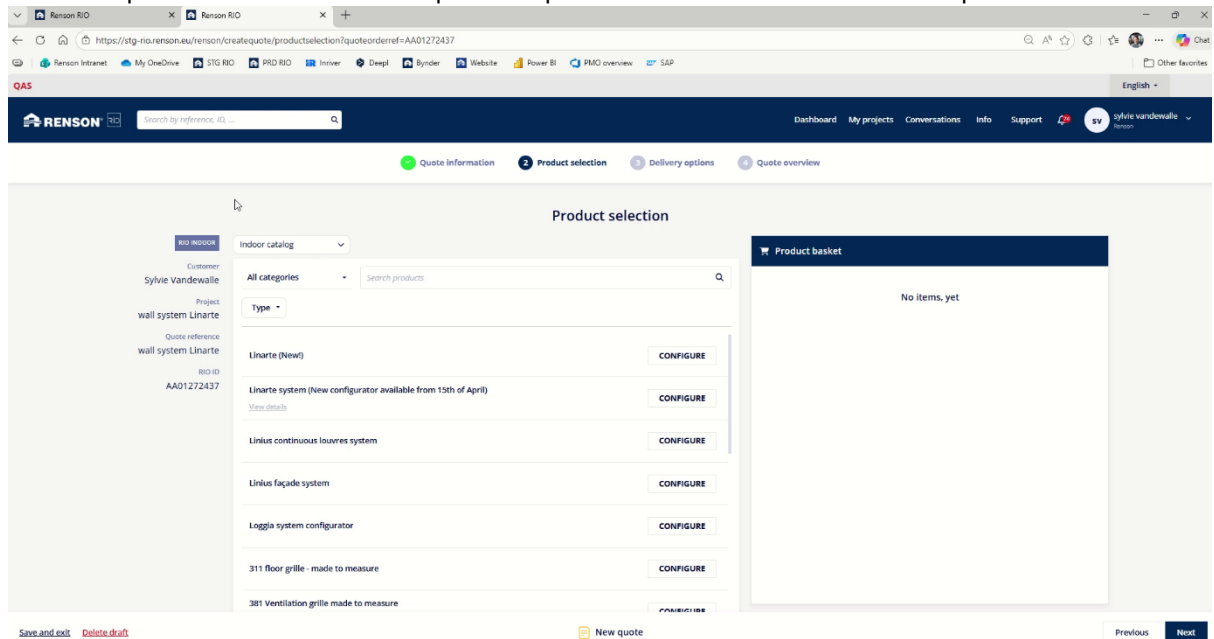 Renson RIO
Renson RIO
https://stg-rio.renson.eu/renson/createquote/productselection?quoteorderref=AA01272437
Chat
Renson Intranet My OneDrive STG RIO PRD RIO Inriver Deepl Bynder Website Power BI PMO overview SAP Other favorites
QAS English
RENSON RIO Search by reference, ID, ... Dashboard My projects Conversations Info Support SV sylvie vandewalle
Renson
Quote information 2 Product selection 3 Delivery options 4 Quote overview
Product selection
RIO INDOOR
Customer
Sylvie Vandewalle
Project
wall system Linarte
Quote reference
wall system Linarte
RIO ID
AA01272437
Indoor catalog
All categories Search products
Type
Linarte (New!) CONFIGURE
Linarte system (New configurator available from 15th of April) CONFIGURE
View details
Linius continuous louvres system CONFIGURE
Linius façade system CONFIGURE
Loggia system configurator CONFIGURE
311 floor grille - made to measure CONFIGURE
381 Ventilation grille made to measure CONFIGURE
Product basket
No items, yet
Save and exit Delete draft New quote Previous Next